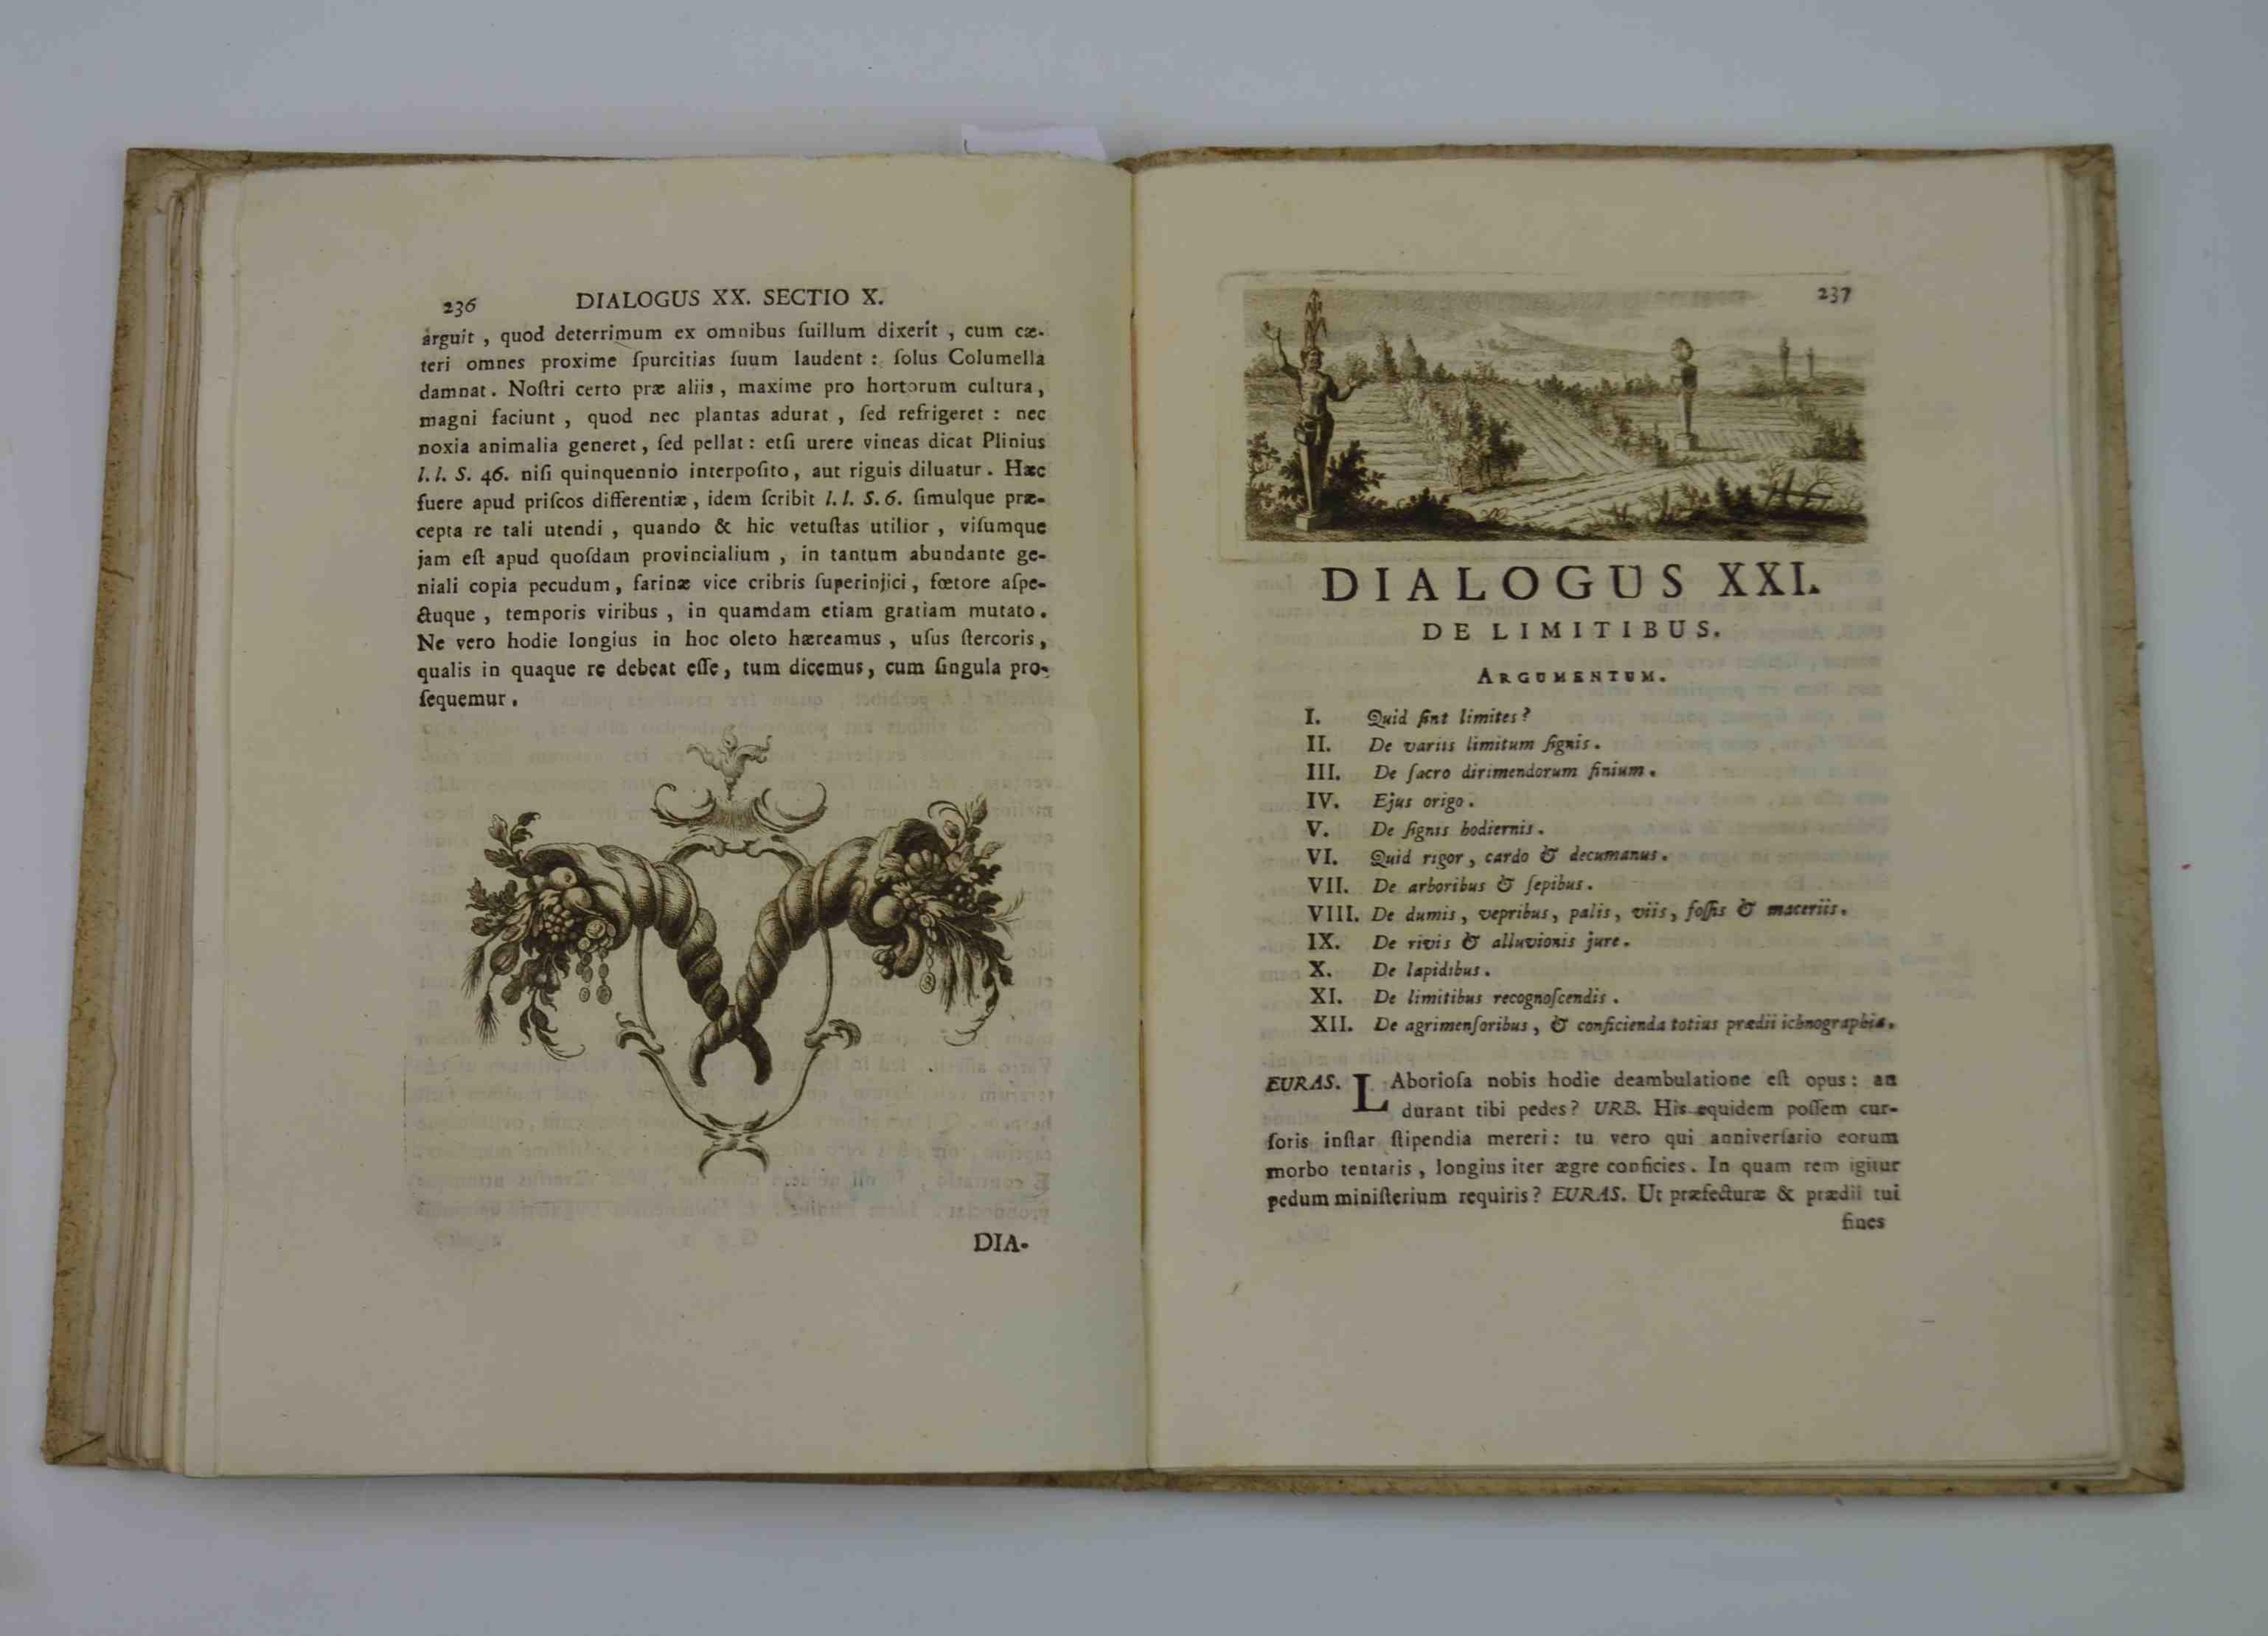 236 DIALOGUS XX. SECTIO X.
arguit , quod deterrimum ex omnibus ſuillum dixerit , cum cæ-
teri omnes proxime ſpurcitias ſuum laudent : ſolus Columella
damnat . Noſtri certo præ aliis , maxime pro hortorum cultura ,
magni faciunt , quod nec plantas adurat , ſed refrigeret : nec
noxia animalia generet , ſed pellat : etſi urere vineas dicat Plinius
l. l. S. 46. niſi quinquennio interpoſito , aut riguis diluatur . Hæc
fuere apud priſcos differentiæ , idem ſcribit l. l. S. 6. ſimulque præ-
cepta re tali utendi , quando & hic vetuſtas utilior , viſumque
jam eſt apud quoſdam provincialium , in tantum abundante ge-
niali copia pecudum , farinæ vice cribris ſuperinjici , fœtore aſpe-
ctuque , temporis viribus , in quamdam etiam gratiam mutato .
Ne vero hodie longius in hoc oleto hæreamus , uſus ſtercoris ,
qualis in quaque re debeat eſſe , tum dicemus , cum ſingula pro-
ſequemur .
DIA-
237
DIALOGUS XXI.
DE LIMITIBUS.
ARGUMENTUM.
I. Quid ſint limites ?
II. De variis limitum ſignis .
III. De ſacro dirimendorum finium .
IV. Ejus origo .
V. De ſignis hodiernis .
VI. Quid rigor , cardo & decumanus .
VII. De arboribus & ſepibus .
VIII. De dumis , vepribus , palis , viis , foſſis & maceriis .
IX. De rivis & alluvionis jure .
X. De lapidibus .
XI. De limitibus recognoſcendis .
XII. De agrimenſoribus , & conficienda totius prædii ichnographia .
EURAS. LAborioſa nobis hodie deambulatione eſt opus : an
durant tibi pedes ? URB. His equidem poſſem cur-
ſoris inſtar ſtipendia mereri : tu vero qui anniverſario eorum
morbo tentaris , longius iter ægre conficies . In quam rem igitur
pedum miniſterium requiris ? EURAS. Ut præfecturæ & prædii tui
fines